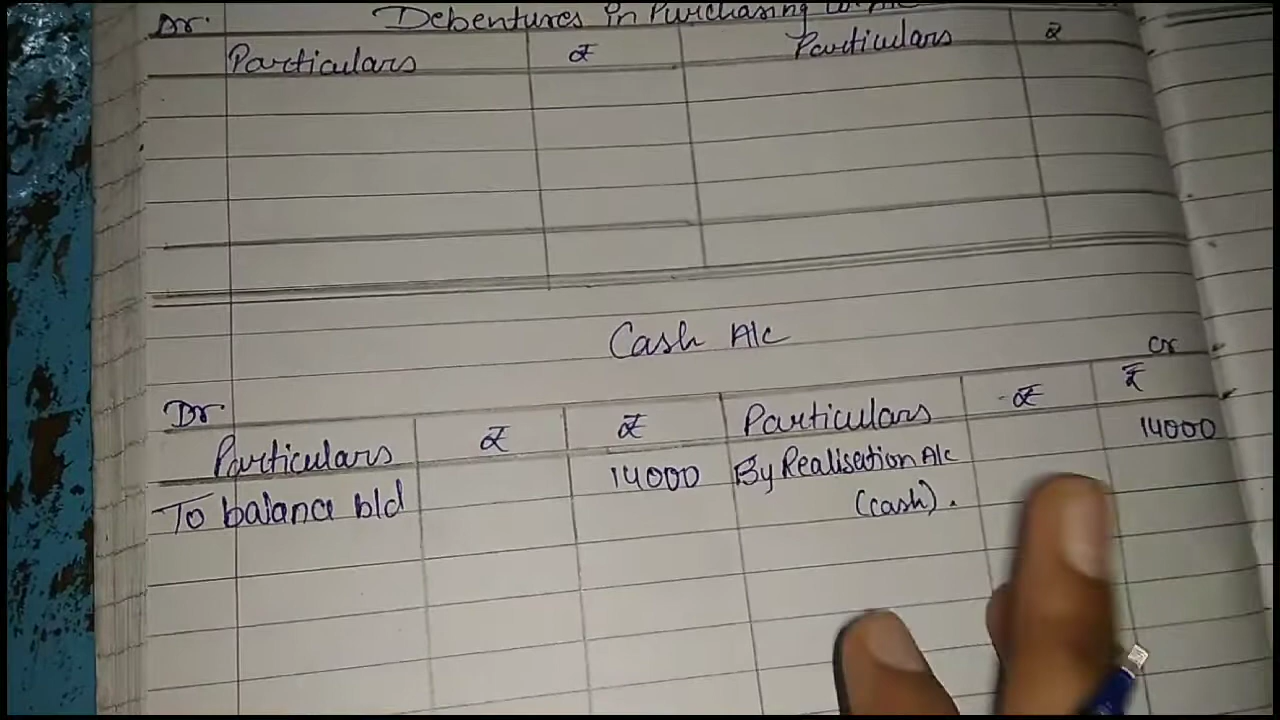 Dr.
Debentures in Purchasing
Particulars ₹ Particulars ₹
Cash A/c
Dr. Cr
Particulars ₹ ₹ Particulars ₹ ₹
To balance b/d 14000 By Realisation A/c 14000
(cash).